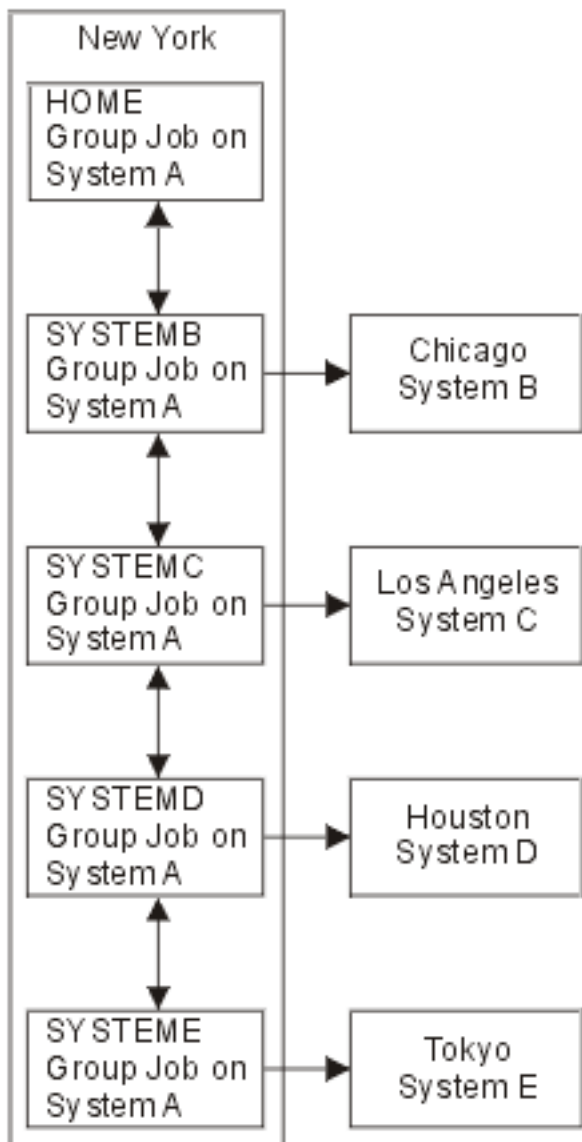 New York
HOME
Group Job on
System A
SYSTEMB
Group Job on
System A
Chicago
System B
SYSTEMC
Group Job on
System A
Los Angeles
System C
SYSTEMD
Group Job on
System A
Houston
System D
SYSTEME
Group Job on
System A
Tokyo
System E